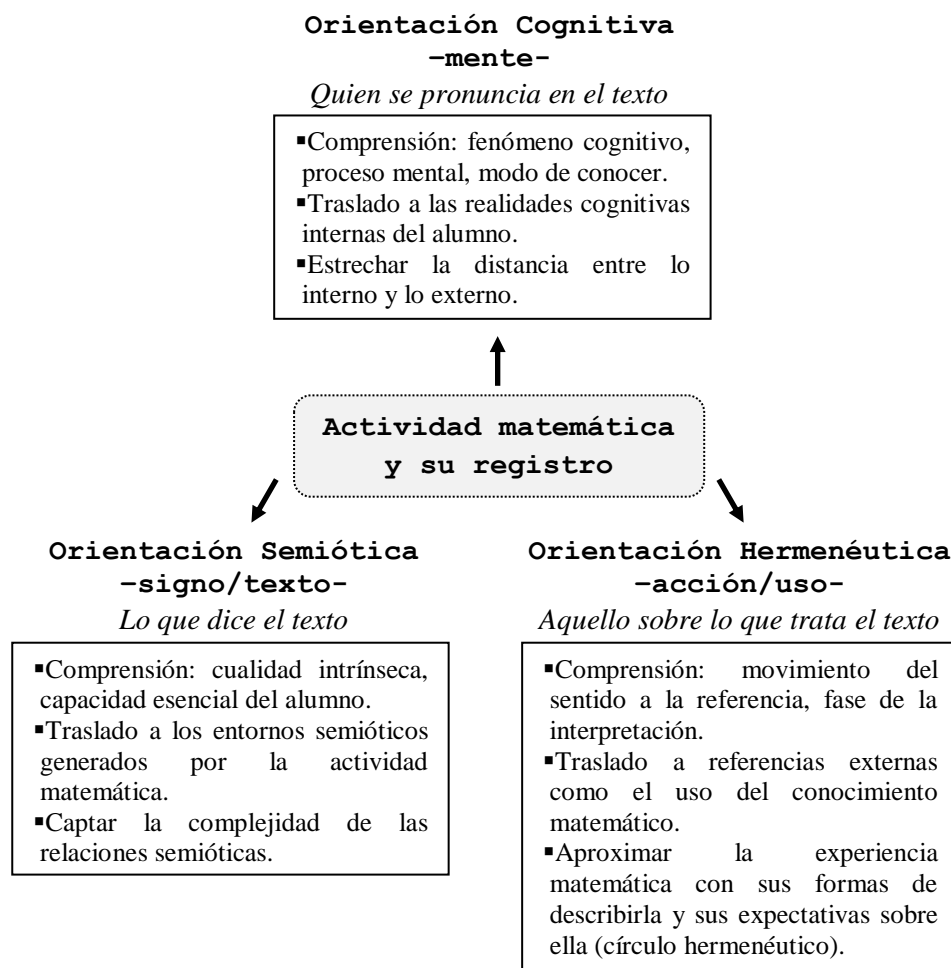 Orientación Cognitiva
–mente-
Quien se pronuncia en el texto
▪Comprensión: fenómeno cognitivo,
proceso mental, modo de conocer.
▪Traslado a las realidades cognitivas
internas del alumno.
▪Estrechar la distancia entre lo
interno y lo externo.
Actividad matemática
y su registro
Orientación Semiótica
–signo/texto-
Lo que dice el texto
▪Comprensión: cualidad intrínseca,
capacidad esencial del alumno.
▪Traslado a los entornos semióticos
generados por la actividad
matemática.
▪Captar la complejidad de las
relaciones semióticas.
Orientación Hermenéutica
–acción/uso-
Aquello sobre lo que trata el texto
▪Comprensión: movimiento del
sentido a la referencia, fase de la
interpretación.
▪Traslado a referencias externas
como el uso del conocimiento
matemático.
▪Aproximar la experiencia
matemática con sus formas de
describirla y sus expectativas sobre
ella (círculo hermenéutico).